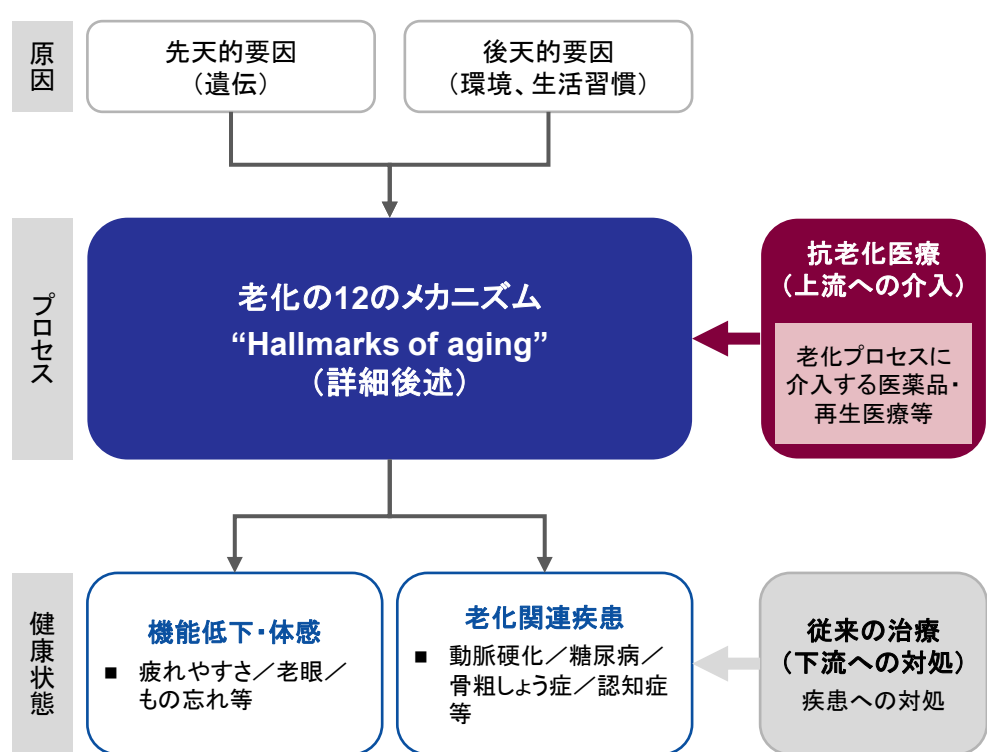 原因
先天的要因
（遺伝）
後天的要因
（環境、生活習慣）
プロセス
老化の12のメカニズム
“Hallmarks of aging”
（詳細後述）
抗老化医療
（上流への介入）
老化プロセスに
介入する医薬品・
再生医療等
健康状態
機能低下・体感
■ 疲れやすさ／老眼／
もの忘れ等
老化関連疾患
■ 動脈硬化／糖尿病／
骨粗しょう症／認知症
等
従来の治療
（下流への対処）
疾患への対処